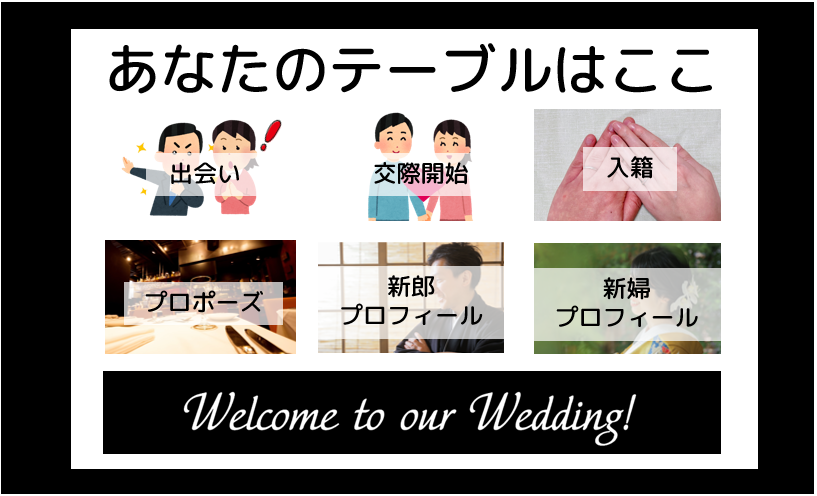 あなたのテーブルはここ
出会い
交際開始
入籍
プロポーズ
新郎
プロフィール
新婦
プロフィール
Welcome to our Wedding!